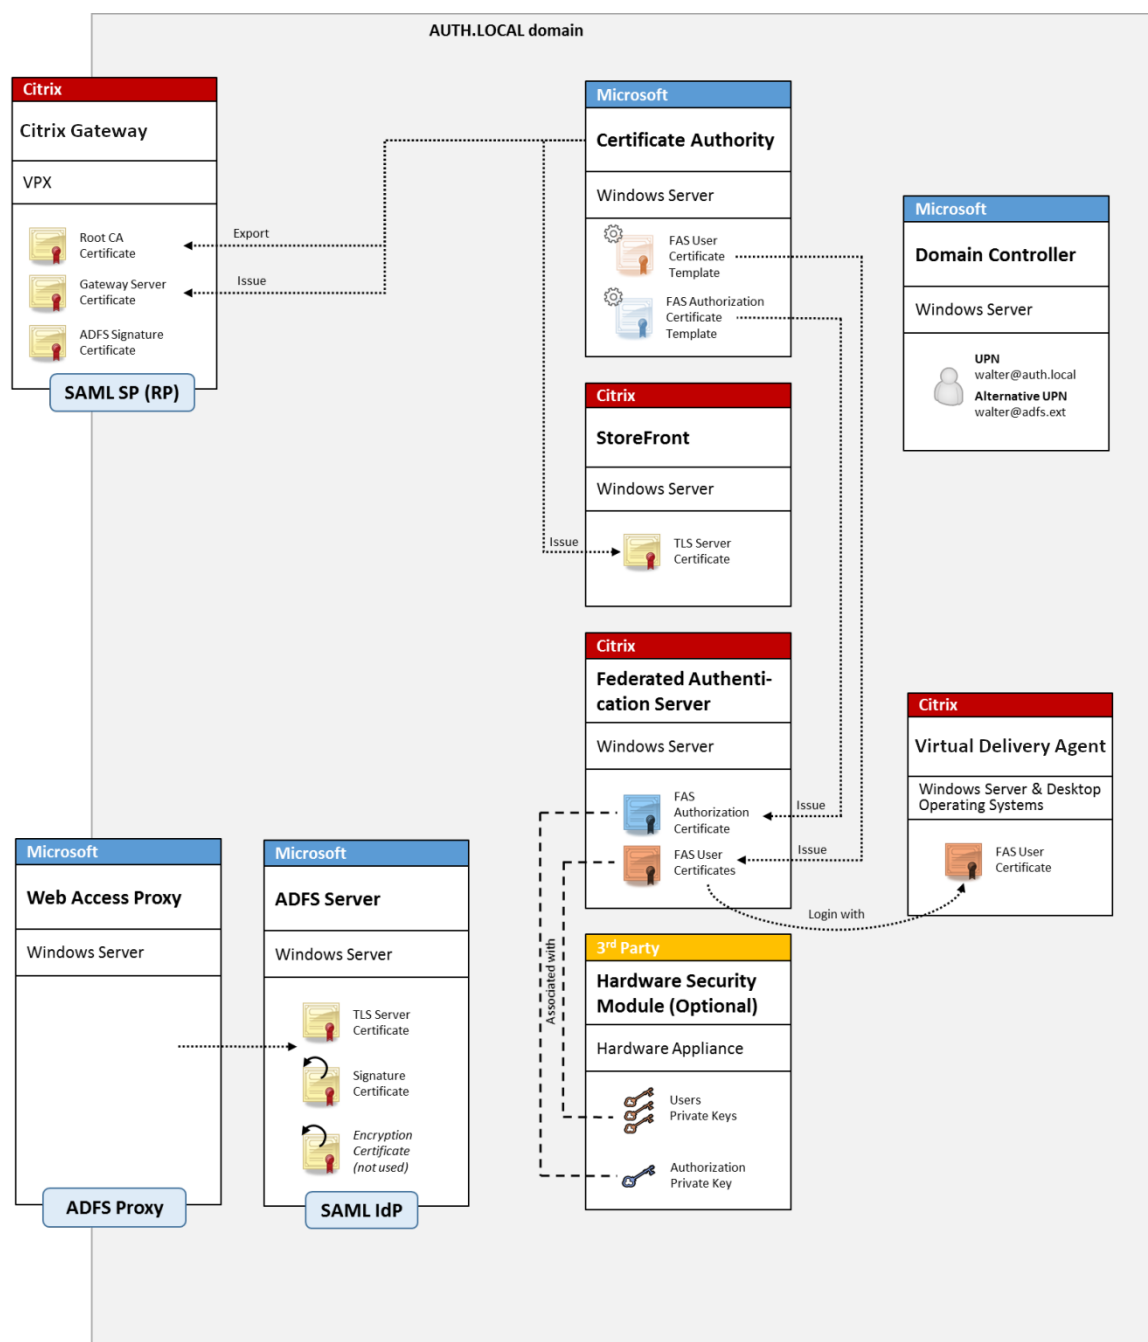 AUTH.LOCAL domain
Citrix
Citrix Gateway
VPX
Root CA
Certificate
Gateway Server
Certificate
ADFS Signature
Certificate
SAML SP (RP)
Export
Issue
Microsoft
Certificate Authority
Windows Server
FAS User
Certificate
Template
FAS Authorization
Certificate
Template
Microsoft
Domain Controller
Windows Server
UPN
walter@auth.local
Alternative UPN
walter@adfs.ext
Citrix
StoreFront
Windows Server
Issue
TLS Server
Certificate
Citrix
Federated Authenti-
cation Server
Windows Server
FAS
Authorization
Certificate
Issue
FAS User
Certificates
Issue
Login with
Citrix
Virtual Delivery Agent
Windows Server & Desktop
Operating Systems
FAS User
Certificate
Associated with
3rd Party
Hardware Security
Module (Optional)
Hardware Appliance
Users
Private Keys
Authorization
Private Key
Microsoft
Web Access Proxy
Windows Server
ADFS Proxy
Microsoft
ADFS Server
Windows Server
TLS Server
Certificate
Signature
Certificate
Encryption
Certificate
(not used)
SAML IdP